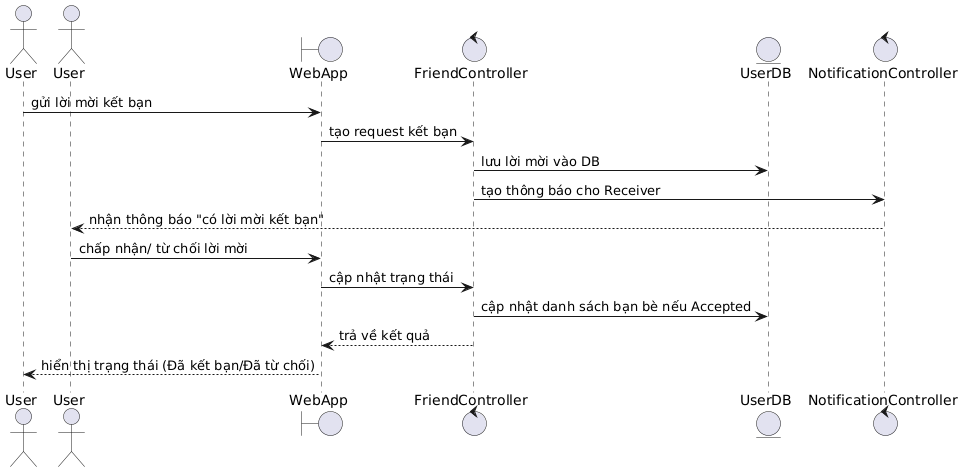 User User WebApp FriendController UserDB NotificationController
gửi lời mời kết bạn
tạo request kết bạn
lưu lời mời vào DB
tạo thông báo cho Receiver
nhận thông báo "có lời mời kết bạn"
chấp nhận/ từ chối lời mời
cập nhật trạng thái
cập nhật danh sách bạn bè nếu Accepted
trả về kết quả
hiển thị trạng thái (Đã kết bạn/Đã từ chối)
User User WebApp FriendController UserDB NotificationController